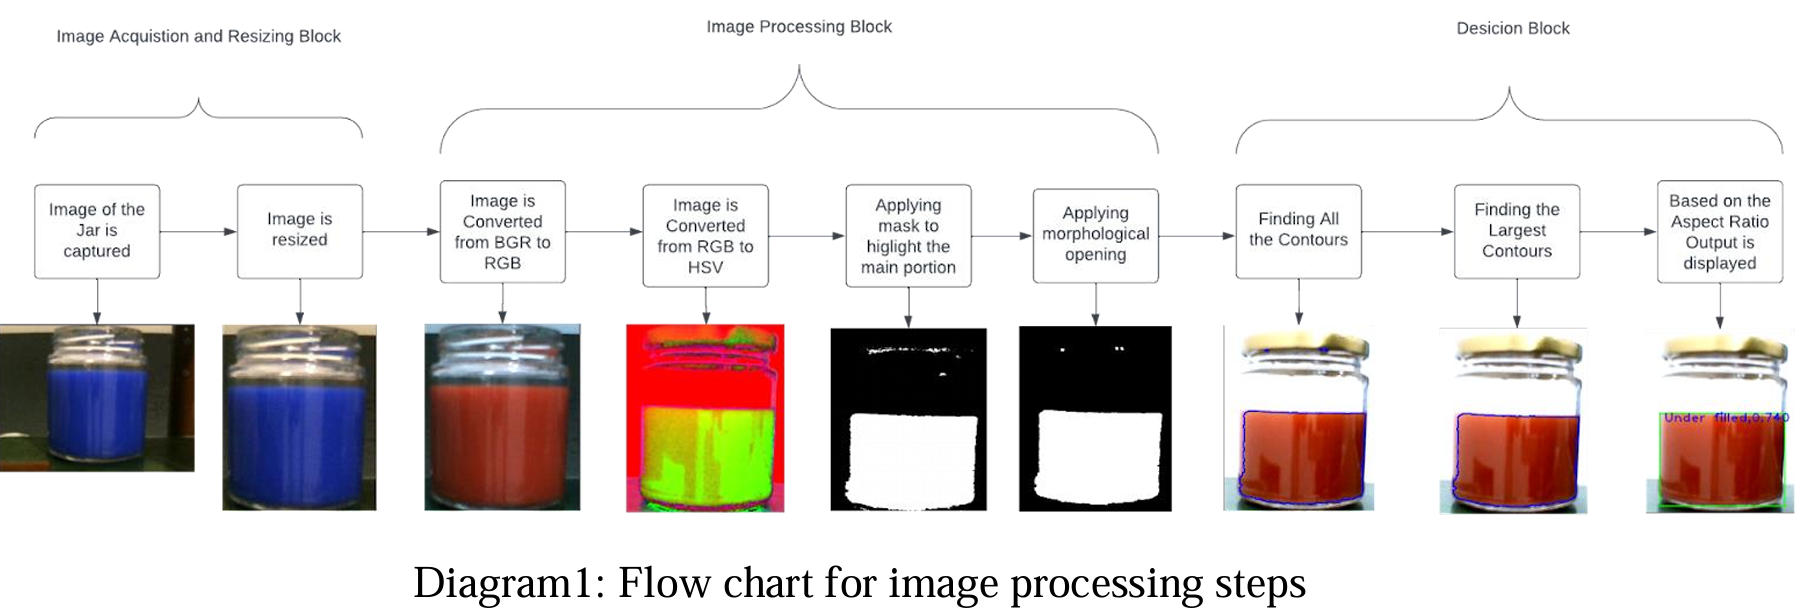 Image Acquistion and Resizing Block
Image Processing Block
Desicion Block
Image of the
Jar is
captured
Image is
resized
Image is
Converted
from BGR to
RGB
Image is
Converted
from RGB to
HSV
Applying
mask to
higlight the
main portion
Applying
morphological
opening
Finding All
the Contours
Finding the
Largest
Contours
Based on the
Aspect Ratio
Output is
displayed
Under filled,0.740
Diagram1: Flow chart for image processing steps